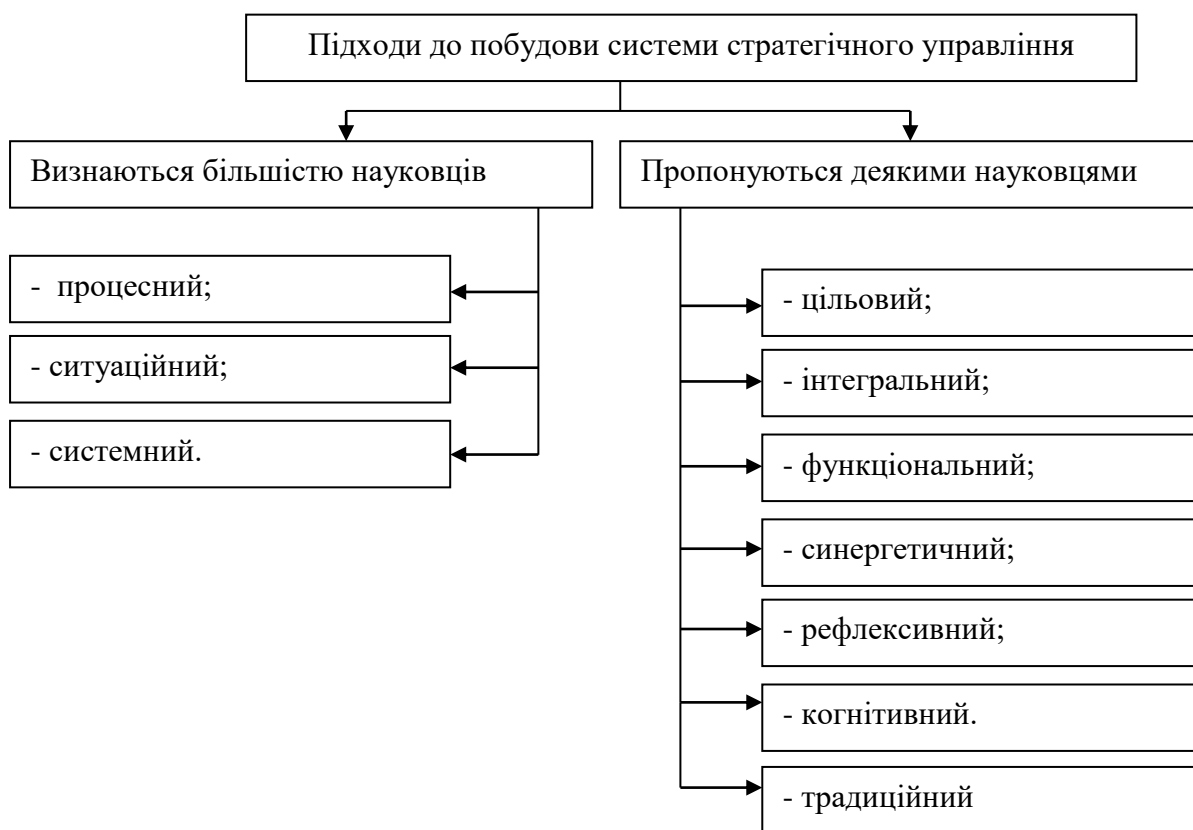 Підходи до побудови системи стратегічного управління
Визнаються більшістю науковців
- процесний;
- ситуаційний;
- системний.
Пропонуються деякими науковцями
- цільовий;
- інтегральний;
- функціональний;
- синергетичний;
- рефлексивний;
- когнітивний.
- традиційний